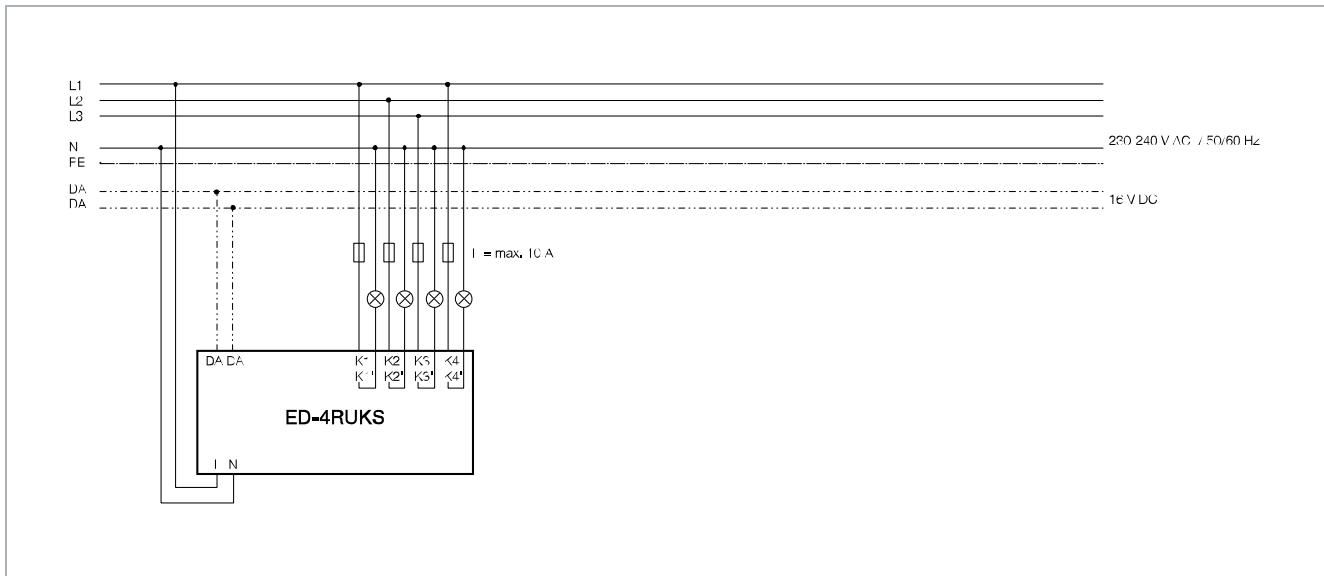 L1
L2
L3
N
PE
230-240 V AC / 50/60 Hz
DA
DA
16 V DC
I = max. 10 A
DA DA
K1 K2 K3 K4
K1' K2' K3' K4'
ED-4RUKS
L N